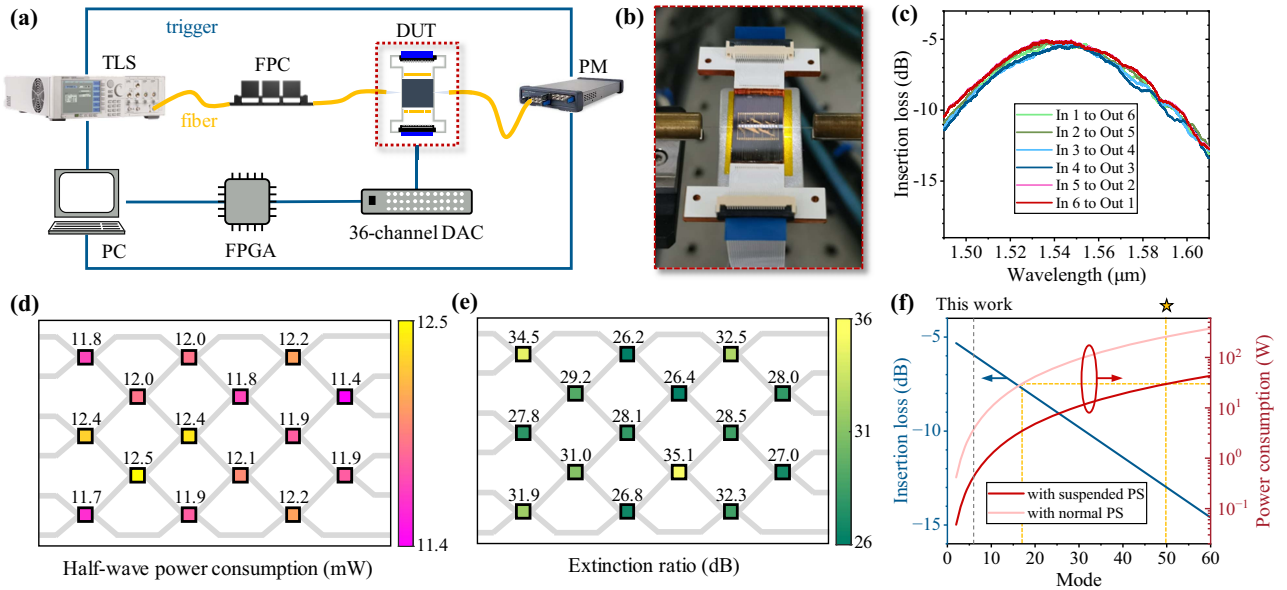 (a)
trigger
TLS
FPC
DUT
PM
fiber
PC
FPGA
36-channel DAC
(b)
(c)
Insertion loss (dB)
−5
−10
−15
In 1 to Out 6
In 2 to Out 5
In 3 to Out 4
In 4 to Out 3
In 5 to Out 2
In 6 to Out 1
1.50 1.52 1.54 1.56 1.58 1.60
Wavelength (μm)
(d)
11.8 12.0 12.2
12.0 11.8 11.4
12.4 12.4 11.9
12.5 12.1 11.9
11.7 11.9 12.2
12.5
11.4
Half-wave power consumption (mW)
(e)
34.5 26.2 32.5
29.2 26.4 28.0
27.8 28.1 28.5
31.0 35.1 27.0
31.9 26.8 32.3
36
31
26
Extinction ratio (dB)
(f)
This work
Insertion loss (dB)
−5
−10
−15
with suspended PS
with normal PS
10²
10¹
10⁰
10⁻¹
Power consumption (W)
0 10 20 30 40 50 60
Mode